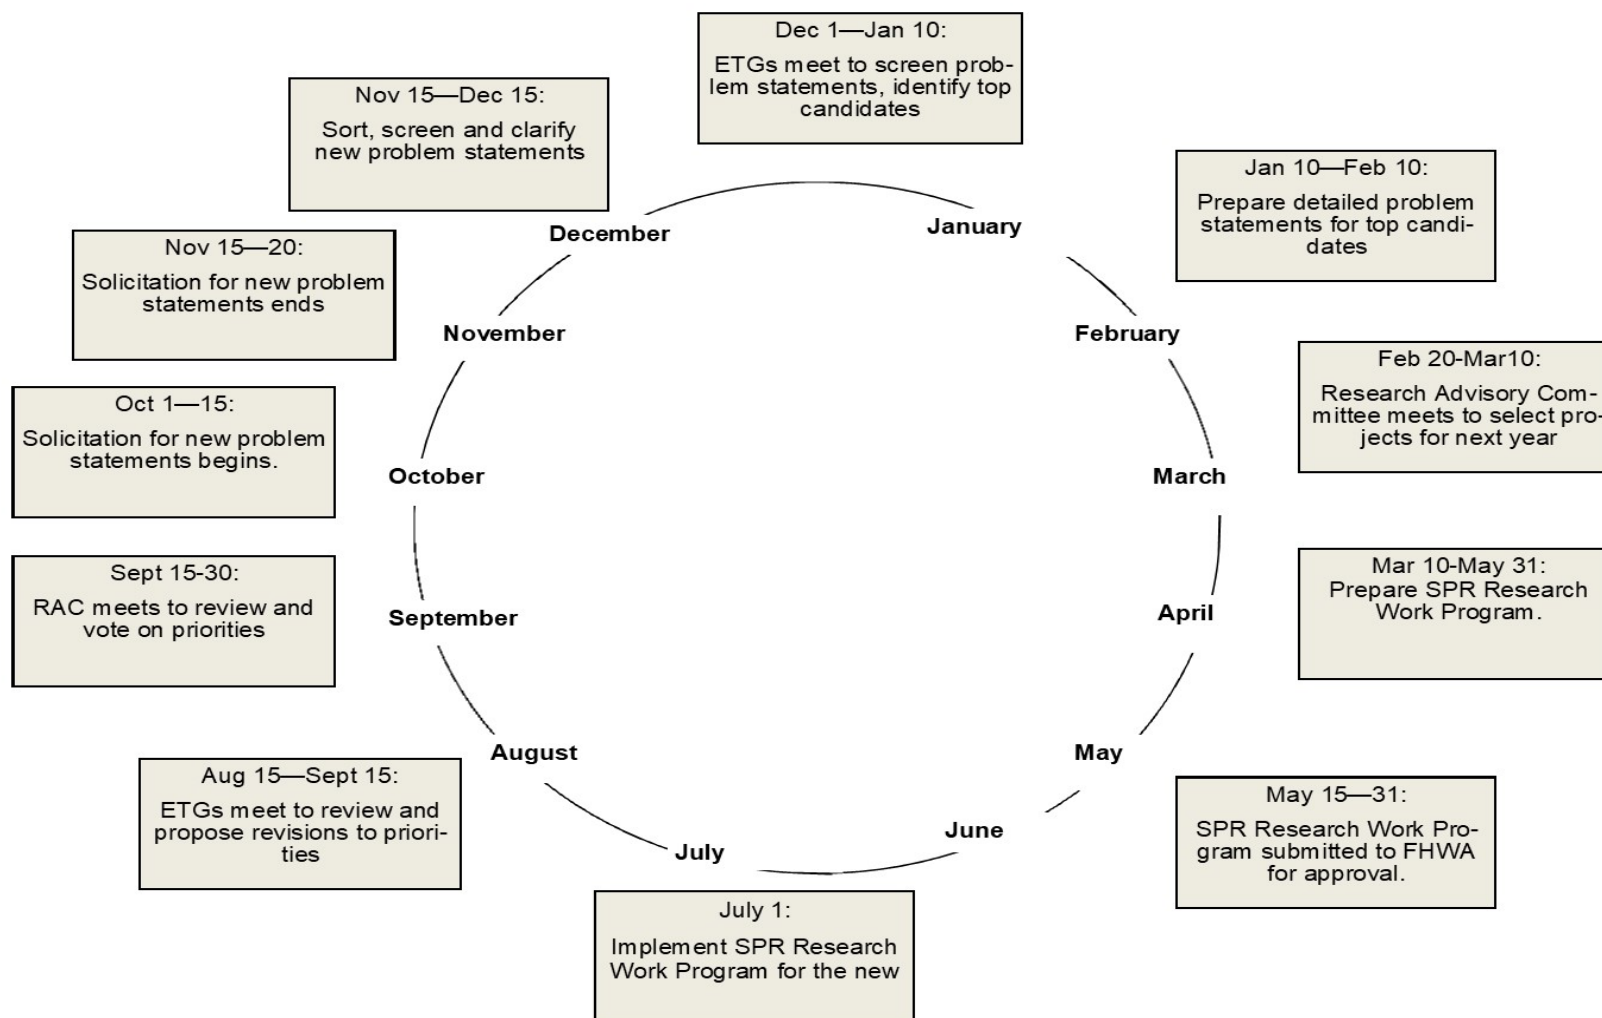 Dec 1—Jan 10:
ETGs meet to screen prob-
lem statements, identify top
candidates
Nov 15—Dec 15:
Sort, screen and clarify
new problem statements
Jan 10—Feb 10:
Prepare detailed problem
statements for top candi-
dates
December
January
Nov 15—20:
Solicitation for new problem
statements ends
November
February
Feb 20-Mar10:
Research Advisory Com-
mittee meets to select pro-
jects for next year
Oct 1—15:
Solicitation for new problem
statements begins.
October
March
Sept 15-30:
RAC meets to review and
vote on priorities
Mar 10-May 31:
Prepare SPR Research
Work Program.
September
April
August
May
Aug 15—Sept 15:
ETGs meet to review and
propose revisions to priori-
ties
May 15—31:
SPR Research Work Pro-
gram submitted to FHWA
for approval.
July
June
July 1:
Implement SPR Research
Work Program for the new